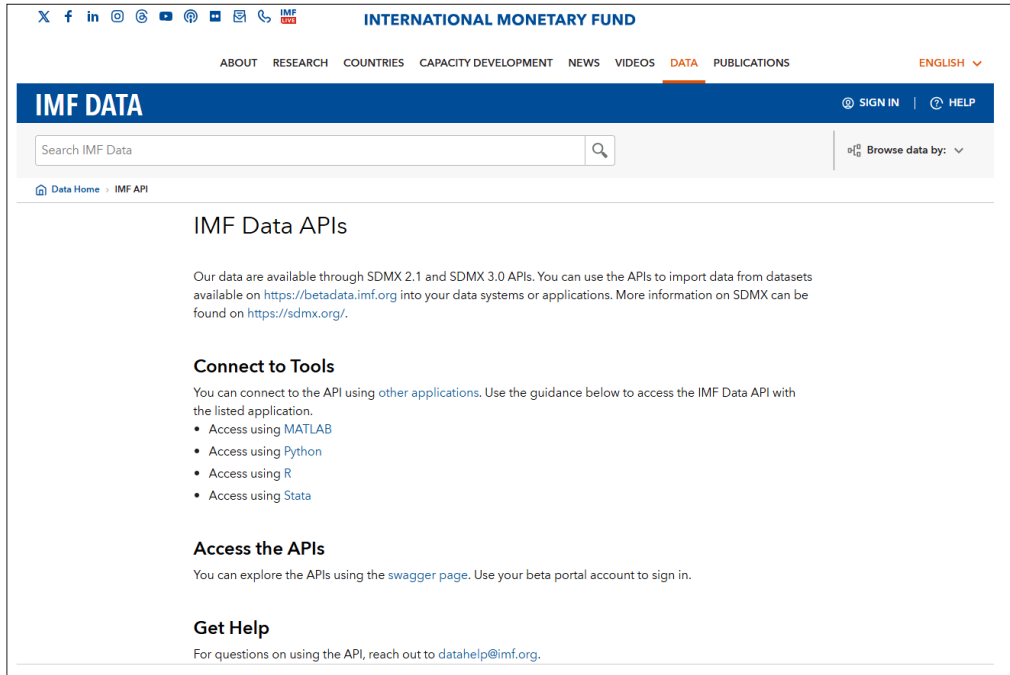 IMF LIVE
INTERNATIONAL MONETARY FUND
ABOUT RESEARCH COUNTRIES CAPACITY DEVELOPMENT NEWS VIDEOS DATA PUBLICATIONS ENGLISH
IMF DATA SIGN IN | HELP
Search IMF Data Browse data by:
Data Home › IMF API
IMF Data APIs
Our data are available through SDMX 2.1 and SDMX 3.0 APIs. You can use the APIs to import data from datasets
available on https://betadata.imf.org into your data systems or applications. More information on SDMX can be
found on https://sdmx.org/.
Connect to Tools
You can connect to the API using other applications. Use the guidance below to access the IMF Data API with
the listed application.
• Access using MATLAB
• Access using Python
• Access using R
• Access using Stata
Access the APIs
You can explore the APIs using the swagger page. Use your beta portal account to sign in.
Get Help
For questions on using the API, reach out to datahelp@imf.org.